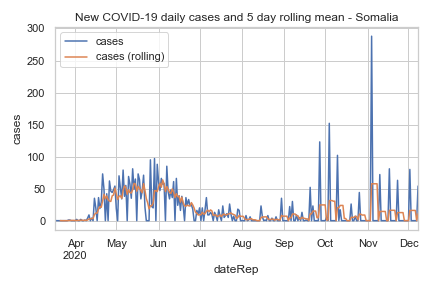 New COVID-19 daily cases and 5 day rolling mean - Somalia
cases
cases (rolling)
300
250
200
150
100
50
0
cases
Apr May Jun Jul Aug Sep Oct Nov Dec
2020
dateRep